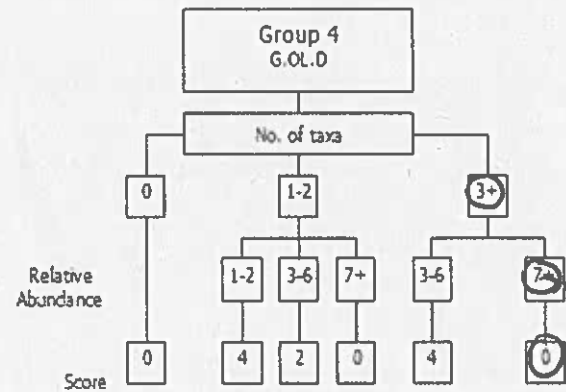 Group 4
G.OL.D
No. of taxa
0 1-2 3+
Relative Abundance 1-2 3-6 7+ 3-6 7+
Score 0 4 2 0 4 0